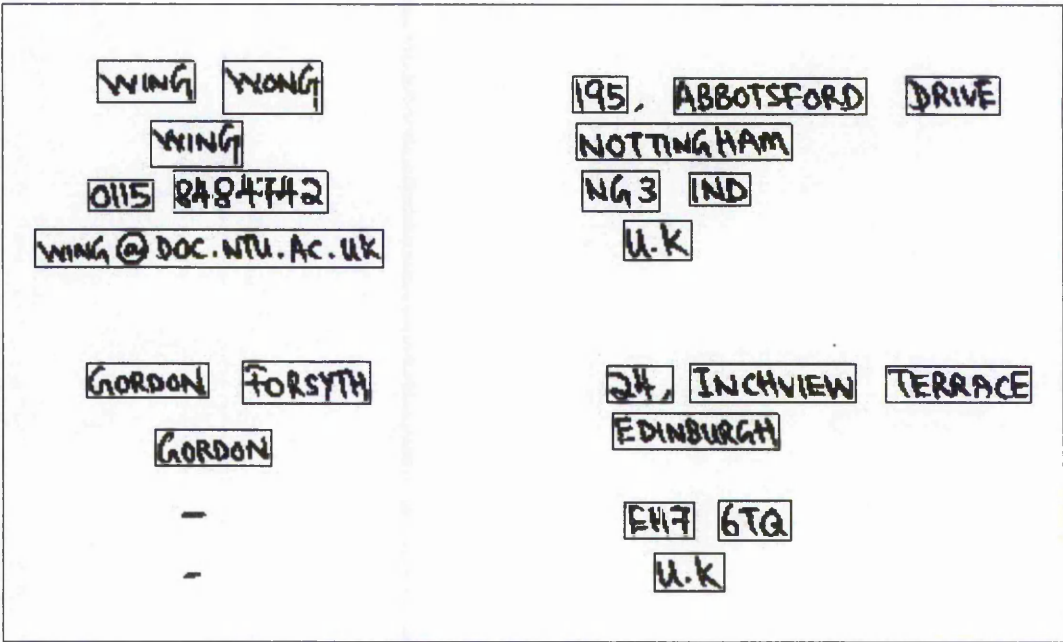 WING WONG
WING
0115 8484742
WING@DOC.NTU.AC.UK
195, ABBOTSFORD DRIVE
NOTTINGHAM
NG3 1ND
U.K
GORDON FORSYTH
GORDON
-
-
24, INCHVIEW TERRACE
EDINBURGH
EH7 6TQ
U.K